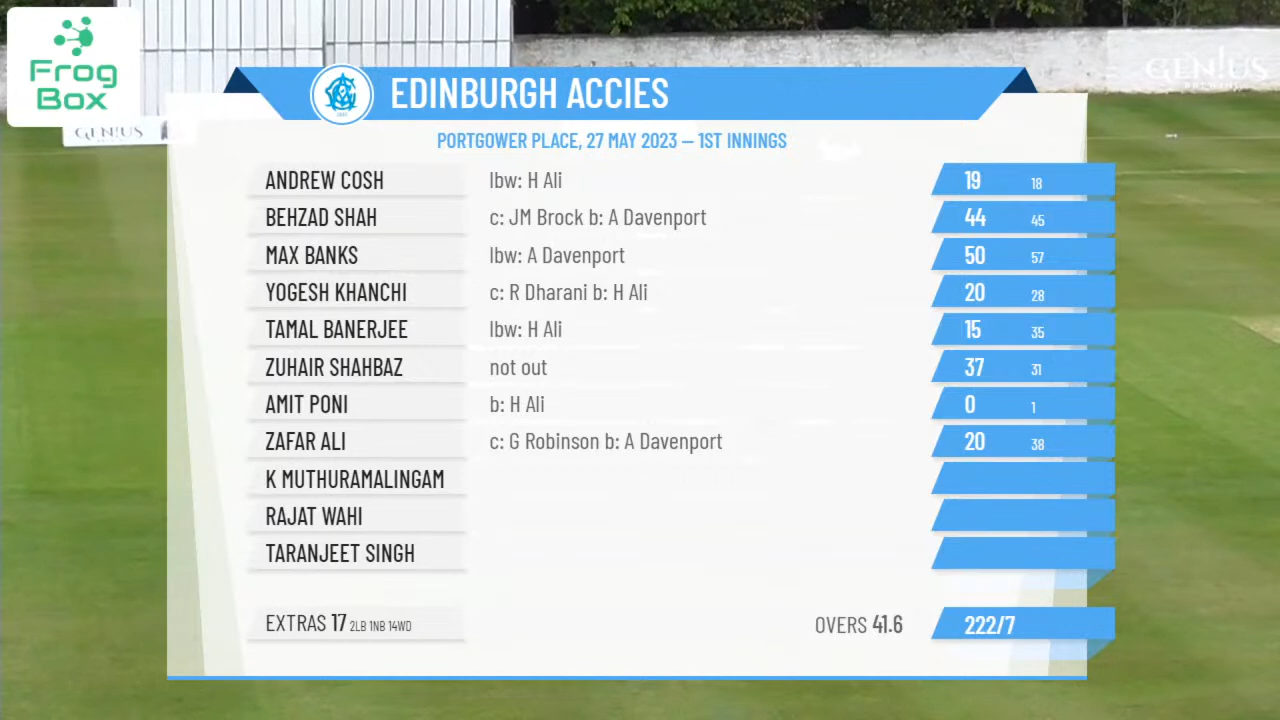 Frog
Box
GENIUS
GENIUS
EDINBURGH ACCIES
PORTGOWER PLACE, 27 MAY 2023 – 1ST INNINGS
ANDREW COSH lbw: H Ali 19 18
BEHZAD SHAH c: JM Brock b: A Davenport 44 45
MAX BANKS lbw: A Davenport 50 57
YOGESH KHANCHI c: R Dharani b: H Ali 20 28
TAMAL BANERJEE lbw: H Ali 15 35
ZUHAIR SHAHBAZ not out 37 31
AMIT PONI b: H Ali 0 1
ZAFAR ALI c: G Robinson b: A Davenport 20 38
K MUTHURAMALINGAM
RAJAT WAHI
TARANJEET SINGH
EXTRAS 17 2LB 1NB 14WD OVERS 41.6 222/7